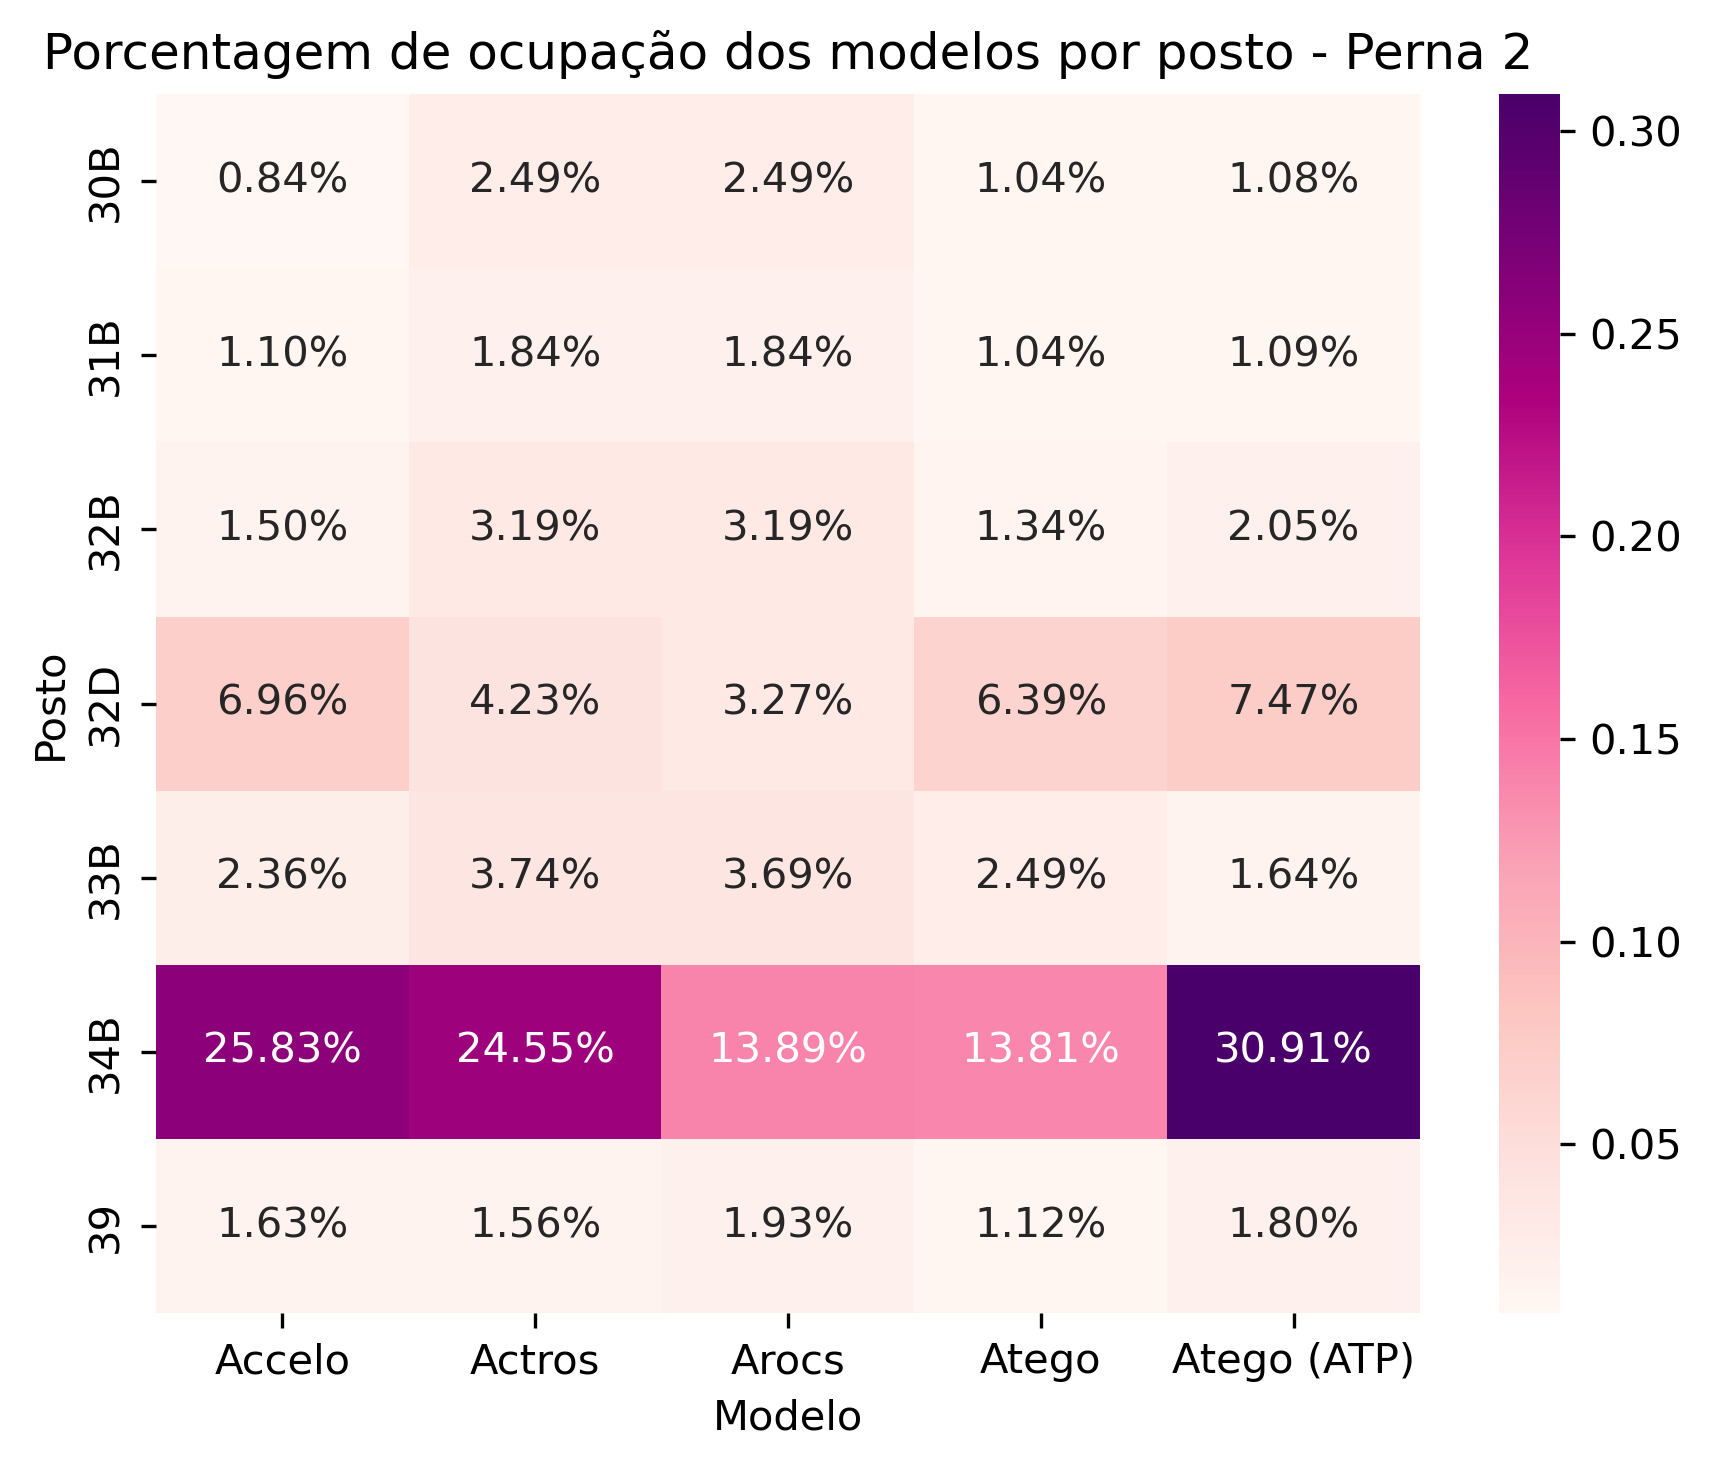 Porcentagem de ocupação dos modelos por posto - Perna 2
30B 0.84% 2.49% 2.49% 1.04% 1.08%
31B 1.10% 1.84% 1.84% 1.04% 1.09%
32B 1.50% 3.19% 3.19% 1.34% 2.05%
32D 6.96% 4.23% 3.27% 6.39% 7.47%
33B 2.36% 3.74% 3.69% 2.49% 1.64%
34B 25.83% 24.55% 13.89% 13.81% 30.91%
39 1.63% 1.56% 1.93% 1.12% 1.80%
Posto
Accelo Actros Arocs Atego Atego (ATP)
Modelo
0.30
0.25
0.20
0.15
0.10
0.05